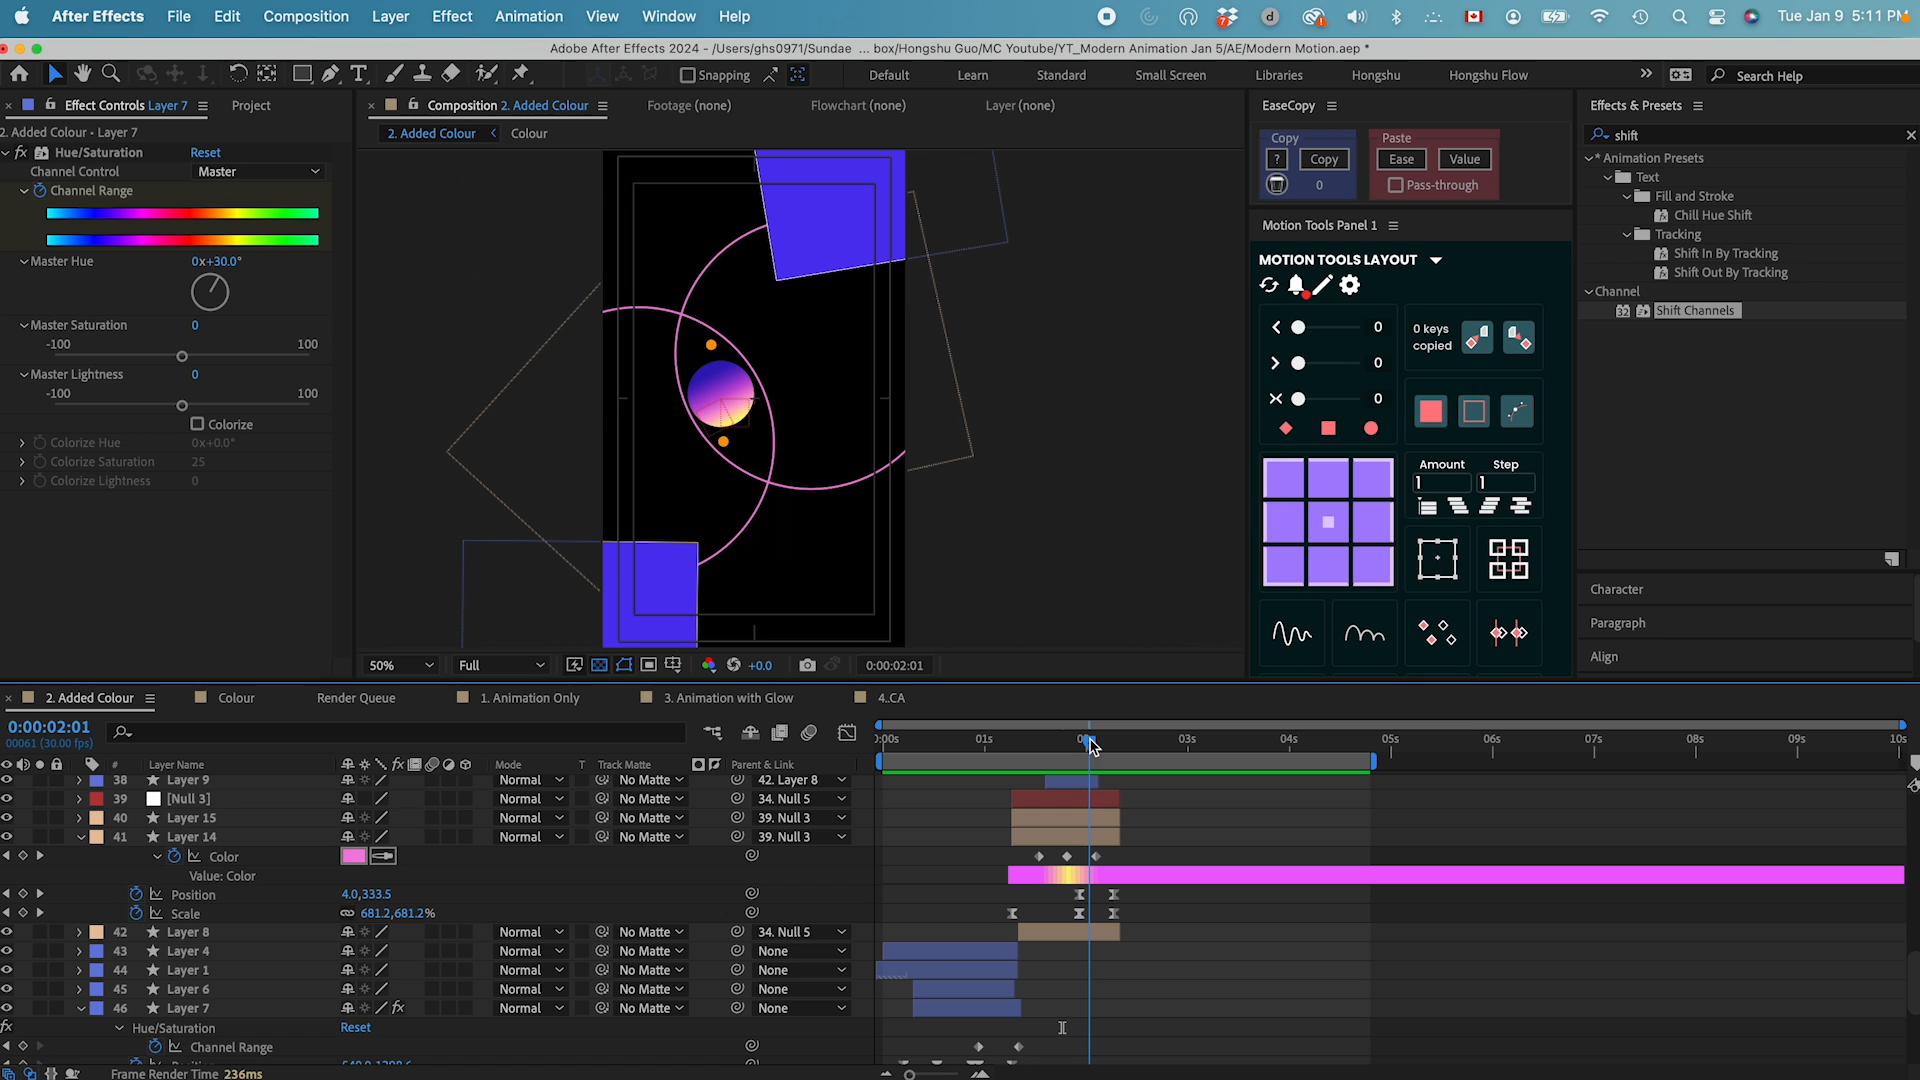 After Effects File Edit Composition Layer Effect Animation View Window Help
7 d Tue Jan 9 5:11 PM
Adobe After Effects 2024 - /Users/ghs0971/Sundae ... box/Hongshu Guo/MC Youtube/YT_Modern Animation Jan 5/AE/Modern Motion.aep *
Snapping Default Learn Standard Small Screen Libraries Hongshu Hongshu Flow Search Help
Effect Controls Layer 7 Project
2. Added Colour • Layer 7
fx Hue/Saturation Reset
Channel Control Master
Channel Range
Master Hue 0x+30.0°
Master Saturation 0
-100 100
Master Lightness 0
-100 100
Colorize
Colorize Hue 0x+0.0°
Colorize Saturation 25
Colorize Lightness 0
Composition 2. Added Colour Footage (none) Flowchart (none) Layer (none)
2. Added Colour < Colour
50% Full +0.0 0:00:02:01
EaseCopy
Copy Paste
? Copy Ease Value
0 Pass-through
Motion Tools Panel 1
MOTION TOOLS LAYOUT
0
0
0
0 keys
copied
Amount Step
1 1
Effects & Presets
shift
* Animation Presets
Text
Fill and Stroke
Chill Hue Shift
Tracking
Shift In By Tracking
Shift Out By Tracking
Channel
32 Shift Channels
Character
Paragraph
Align
2. Added Colour Colour Render Queue 1. Animation Only 3. Animation with Glow 4.CA
0:00:02:01
00061 (30.00 fps)
01s 03s 04s 05s 06s 07s 08s 09s 10s
# Layer Name fx Mode T Track Matte Parent & Link
38 Layer 9 Normal No Matte 42. Layer 8
39 [Null 3] Normal No Matte 34. Null 5
40 Layer 15 Normal No Matte 39. Null 3
41 Layer 14 Normal No Matte 39. Null 3
Color
Value: Color
Position 4.0,333.5
Scale 681.2,681.2%
42 Layer 8 Normal No Matte 34. Null 5
43 Layer 4 Normal No Matte None
44 Layer 1 Normal No Matte None
45 Layer 6 Normal No Matte None
46 Layer 7 fx Normal No Matte None
fx Hue/Saturation Reset
Channel Range
Frame Render Time 236ms